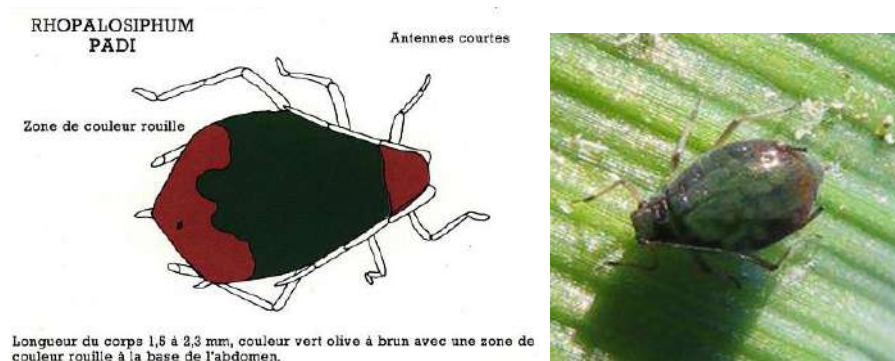 RHOPALOSIPHUM
PADI
Antennes courtes
Zone de couleur rouille
Longueur du corps 1,5 à 2,3 mm, couleur vert olive à brun avec une zone de
couleur rouille à la base de l'abdomen.